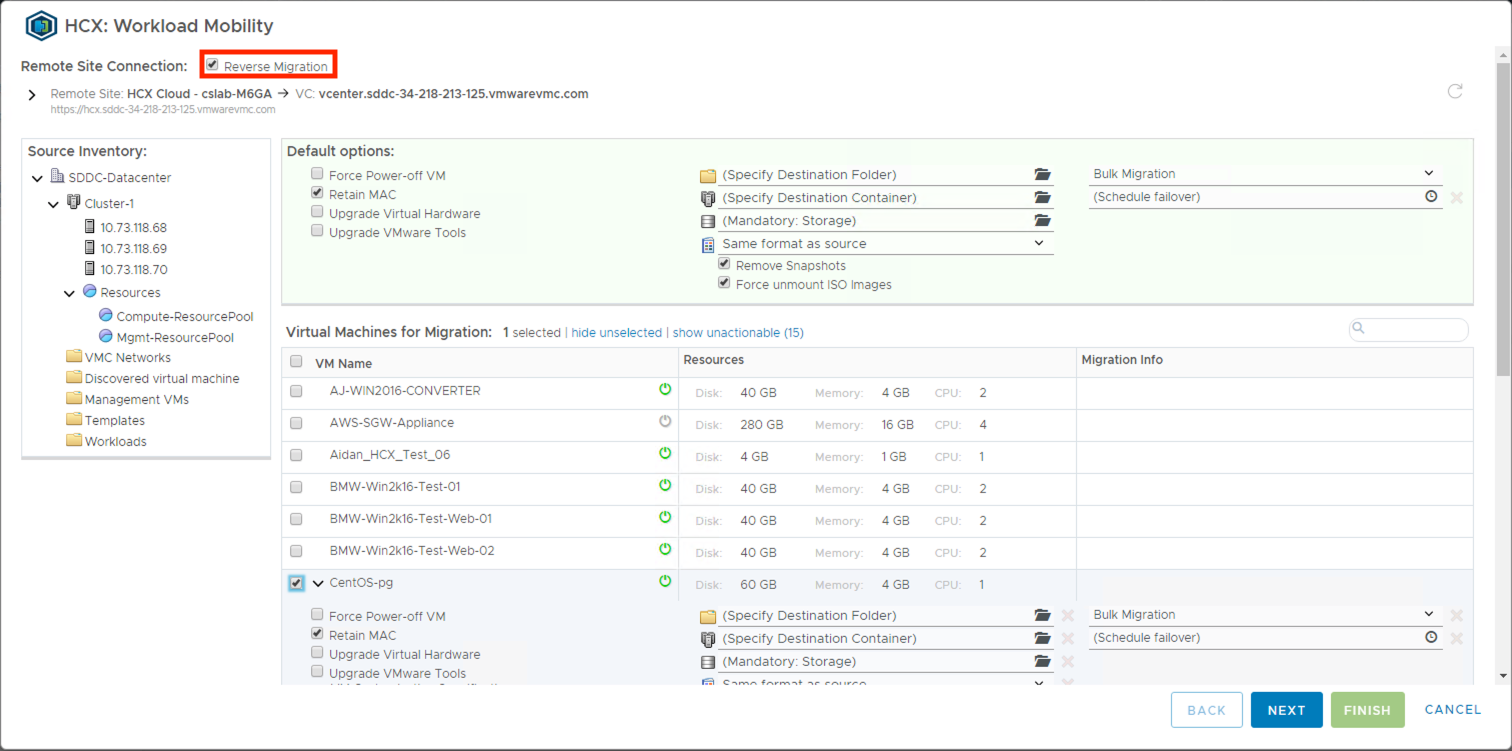 HCX: Workload Mobility
Remote Site Connection: Reverse Migration
Remote Site: HCX Cloud - cslab-M6GA → VC: vcenter.sddc-34-218-213-125.vmwarevmc.com
https://hcx.sddc-34-218-213-125.vmwarevmc.com
Source Inventory:
SDDC-Datacenter
Cluster-1
10.73.118.68
10.73.118.69
10.73.118.70
Resources
Compute-ResourcePool
Mgmt-ResourcePool
VMC Networks
Discovered virtual machine
Management VMs
Templates
Workloads
Default options:
Force Power-off VM
Retain MAC
Upgrade Virtual Hardware
Upgrade VMware Tools
(Specify Destination Folder)
(Specify Destination Container)
(Mandatory: Storage)
Same format as source
Remove Snapshots
Force unmount ISO Images
Bulk Migration
(Schedule failover)
Virtual Machines for Migration: 1 selected | hide unselected | show unactionable (15)
VM Name Resources Migration Info
AJ-WIN2016-CONVERTER Disk: 40 GB Memory: 4 GB CPU: 2
AWS-SGW-Appliance Disk: 280 GB Memory: 16 GB CPU: 4
Aidan_HCX_Test_06 Disk: 4 GB Memory: 1 GB CPU: 1
BMW-Win2k16-Test-01 Disk: 40 GB Memory: 4 GB CPU: 2
BMW-Win2k16-Test-Web-01 Disk: 40 GB Memory: 4 GB CPU: 2
BMW-Win2k16-Test-Web-02 Disk: 40 GB Memory: 4 GB CPU: 2
CentOS-pg Disk: 60 GB Memory: 4 GB CPU: 1
Force Power-off VM
Retain MAC
Upgrade Virtual Hardware
Upgrade VMware Tools
(Specify Destination Folder)
(Specify Destination Container)
(Mandatory: Storage)
Same format as source
Bulk Migration
(Schedule failover)
BACK NEXT FINISH CANCEL